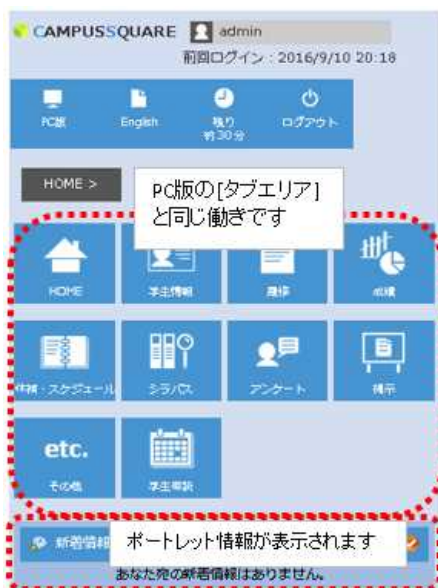 CAMPUSSQUARE admin
前回ログイン : 2016/9/10 20:18
PC版 English 残り 約30分 ログアウト
HOME >
PC版の[タブエリア]
と同じ働きです
HOME 学生情報 履修 成績
休補・スケジュール シラバス アンケート 掲示
etc.
その他 学生相談
新着情報
ポートレット情報が表示されます
あなた宛の新着情報はありません。